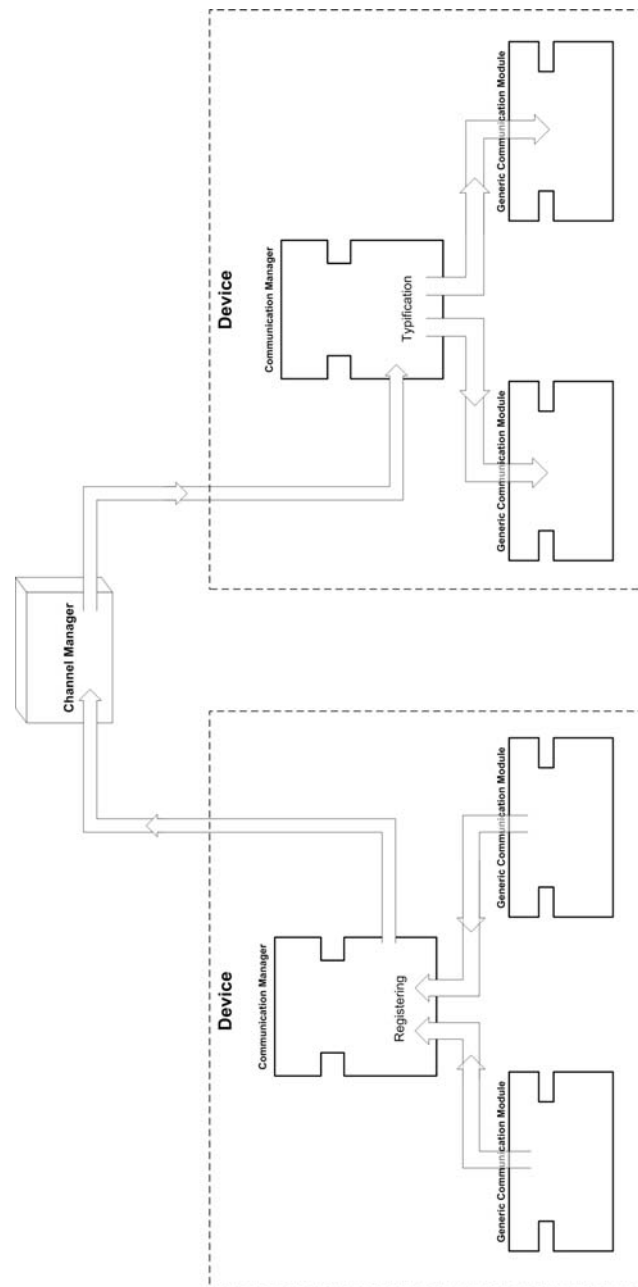 Channel Manager
Device
Communication Manager
Registering
Generic Communication Module
Generic Communication Module
Device
Communication Manager
Typification
Generic Communication Module
Generic Communication Module